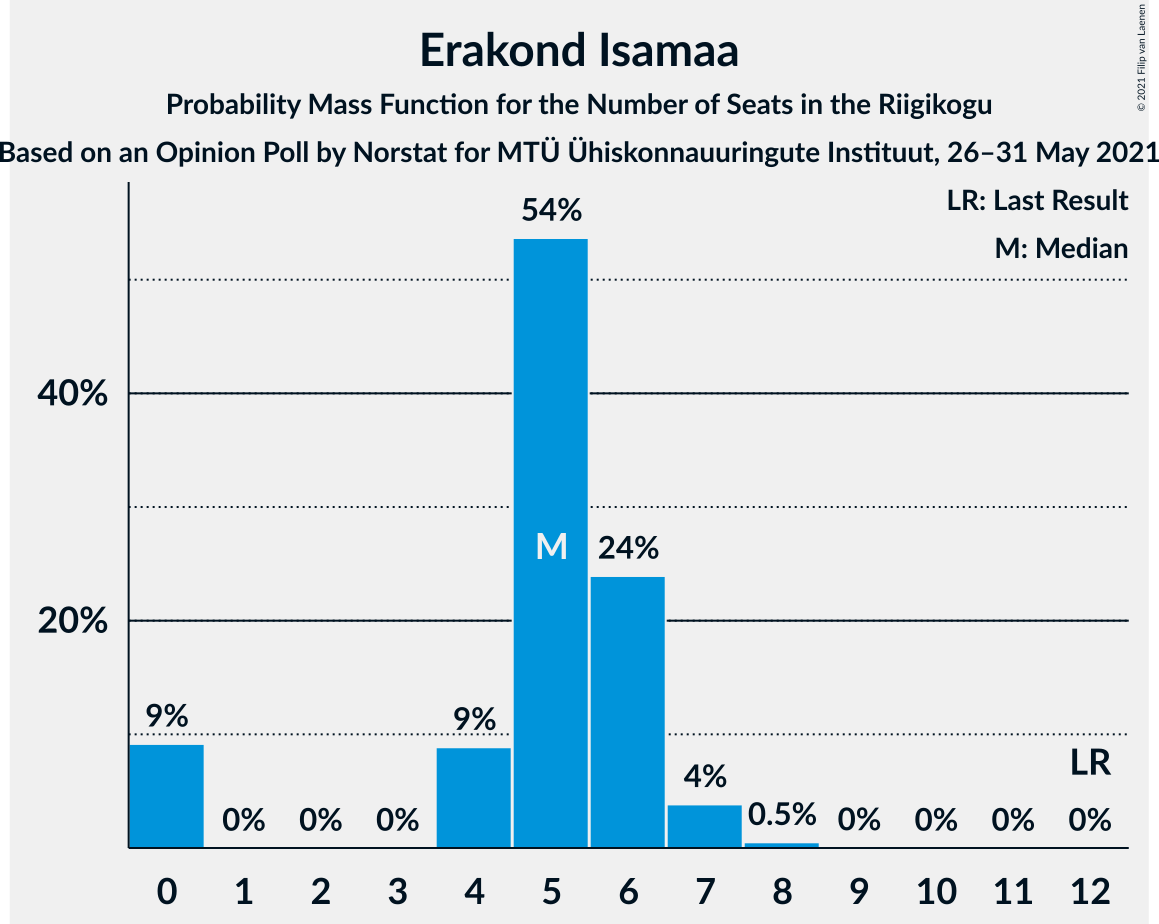 Erakond Isamaa
Probability Mass Function for the Number of Seats in the Riigikogu
Based on an Opinion Poll by Norstat for MTÜ Ühiskonnauuringute Instituut, 26–31 May 2021
© 2021 Filip van Laenen
LR: Last Result
M: Median
54%
40%
M
24%
20%
9%
0%
0%
0%
9%
4%
0.5%
0%
0%
0%
LR
0%
0 1 2 3 4 5 6 7 8 9 10 11 12